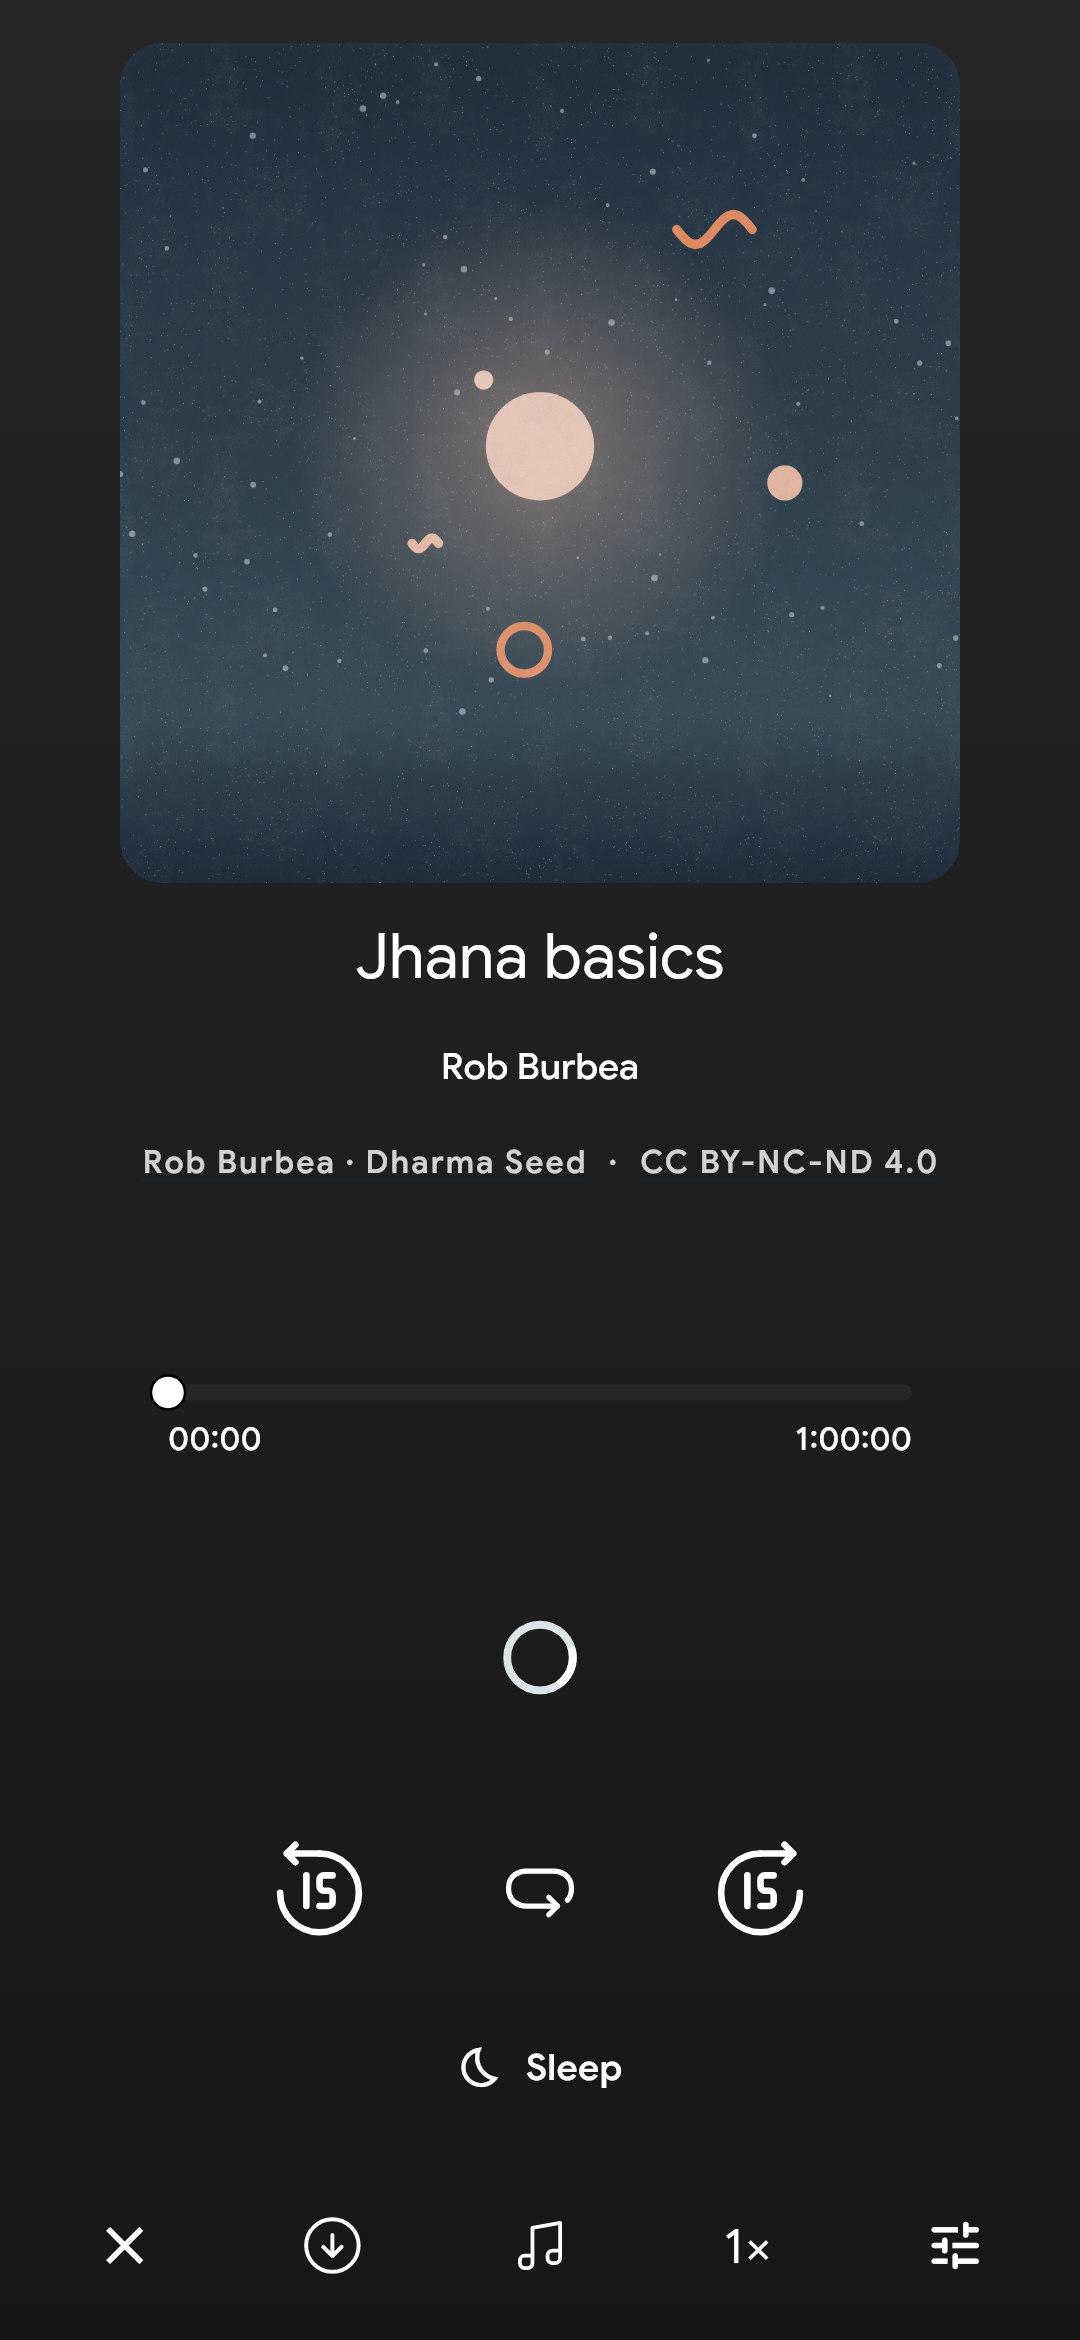 Jhana basics
Rob Burbea
Rob Burbea · Dharma Seed · CC BY-NC-ND 4.0
00:00 1:00:00
15 15
Sleep
1×